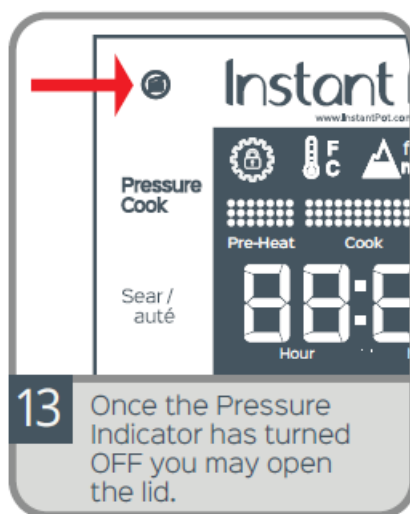 Instant
www.InstantPot.com
F
C
Pressure
Cook
Pre-Heat
Cook
Sear/
auté
88:
Hour
13
Once the Pressure
Indicator has turned
OFF you may open
the lid.